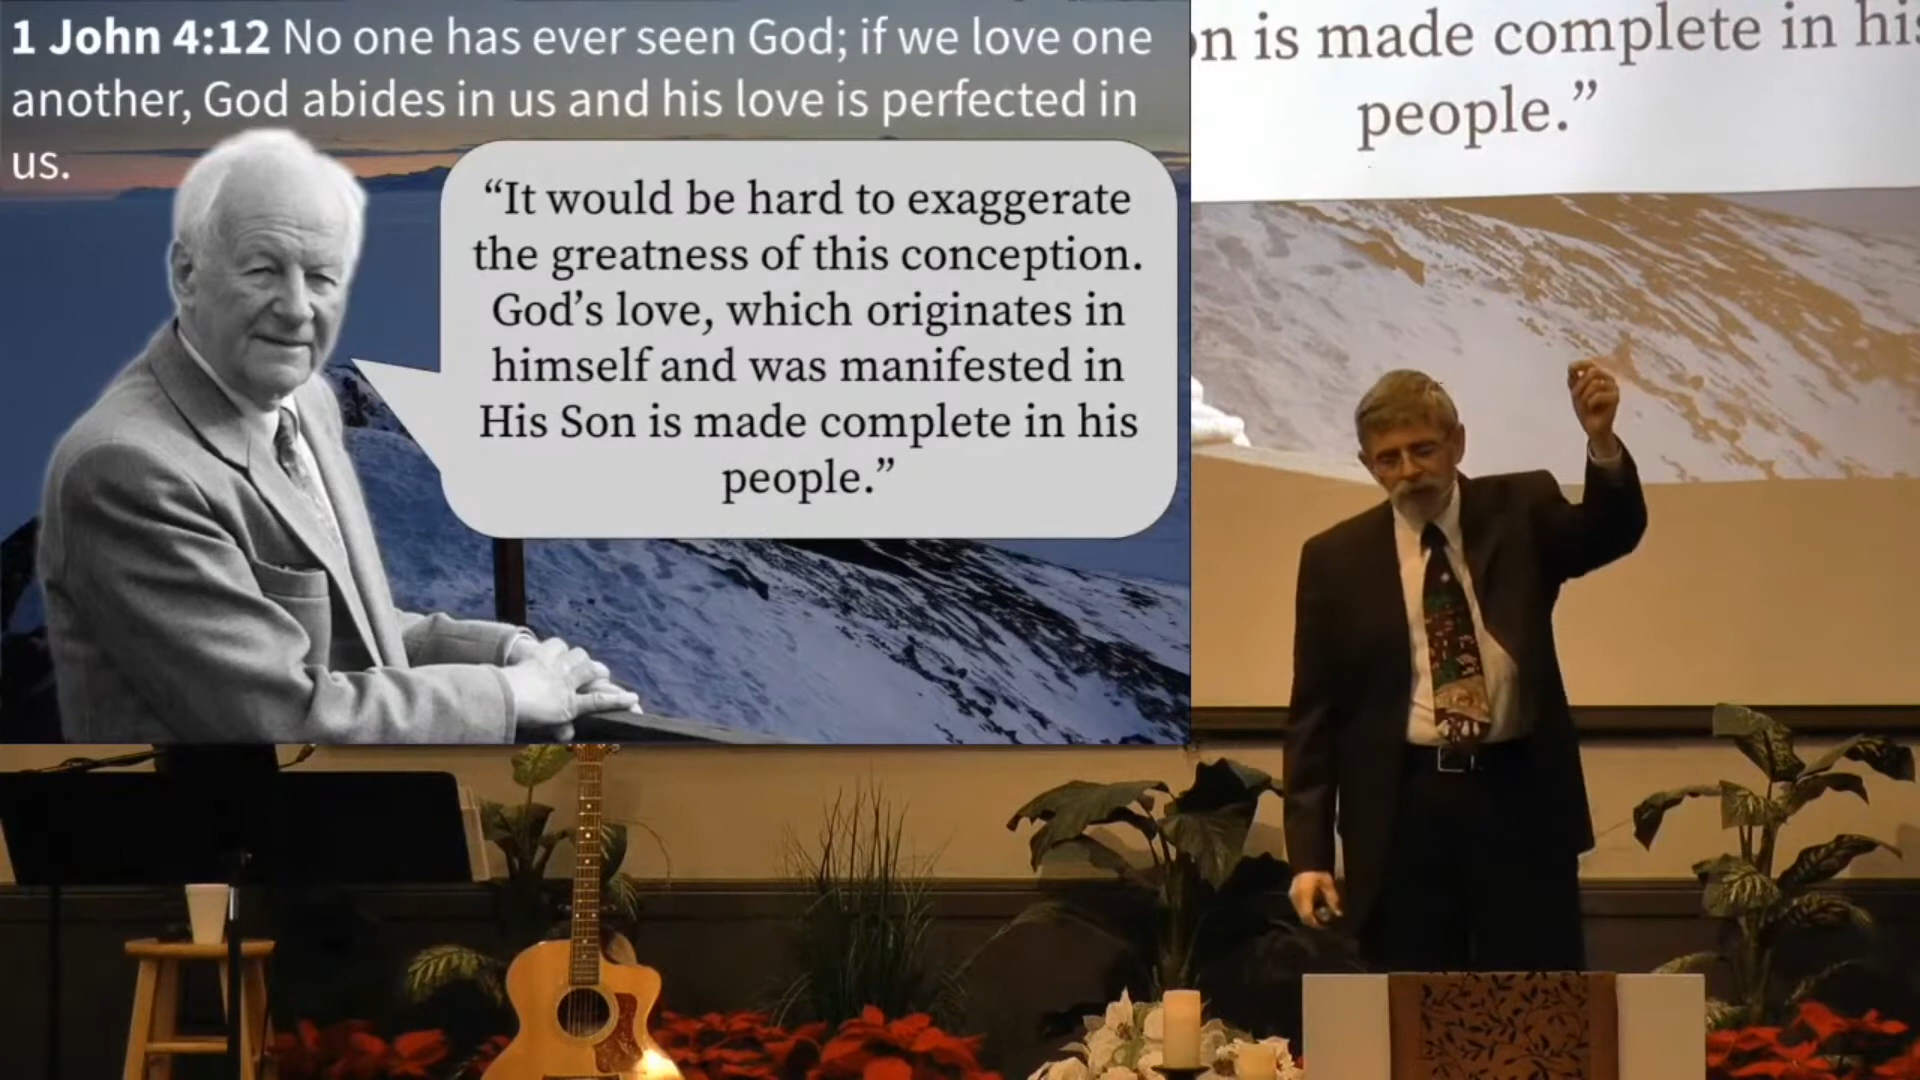 1 John 4:12 No one has ever seen God; if we love one
another, God abides in us and his love is perfected in
us.
“It would be hard to exaggerate
the greatness of this conception.
God’s love, which originates in
himself and was manifested in
His Son is made complete in his
people.”
on is made complete in his
people.”